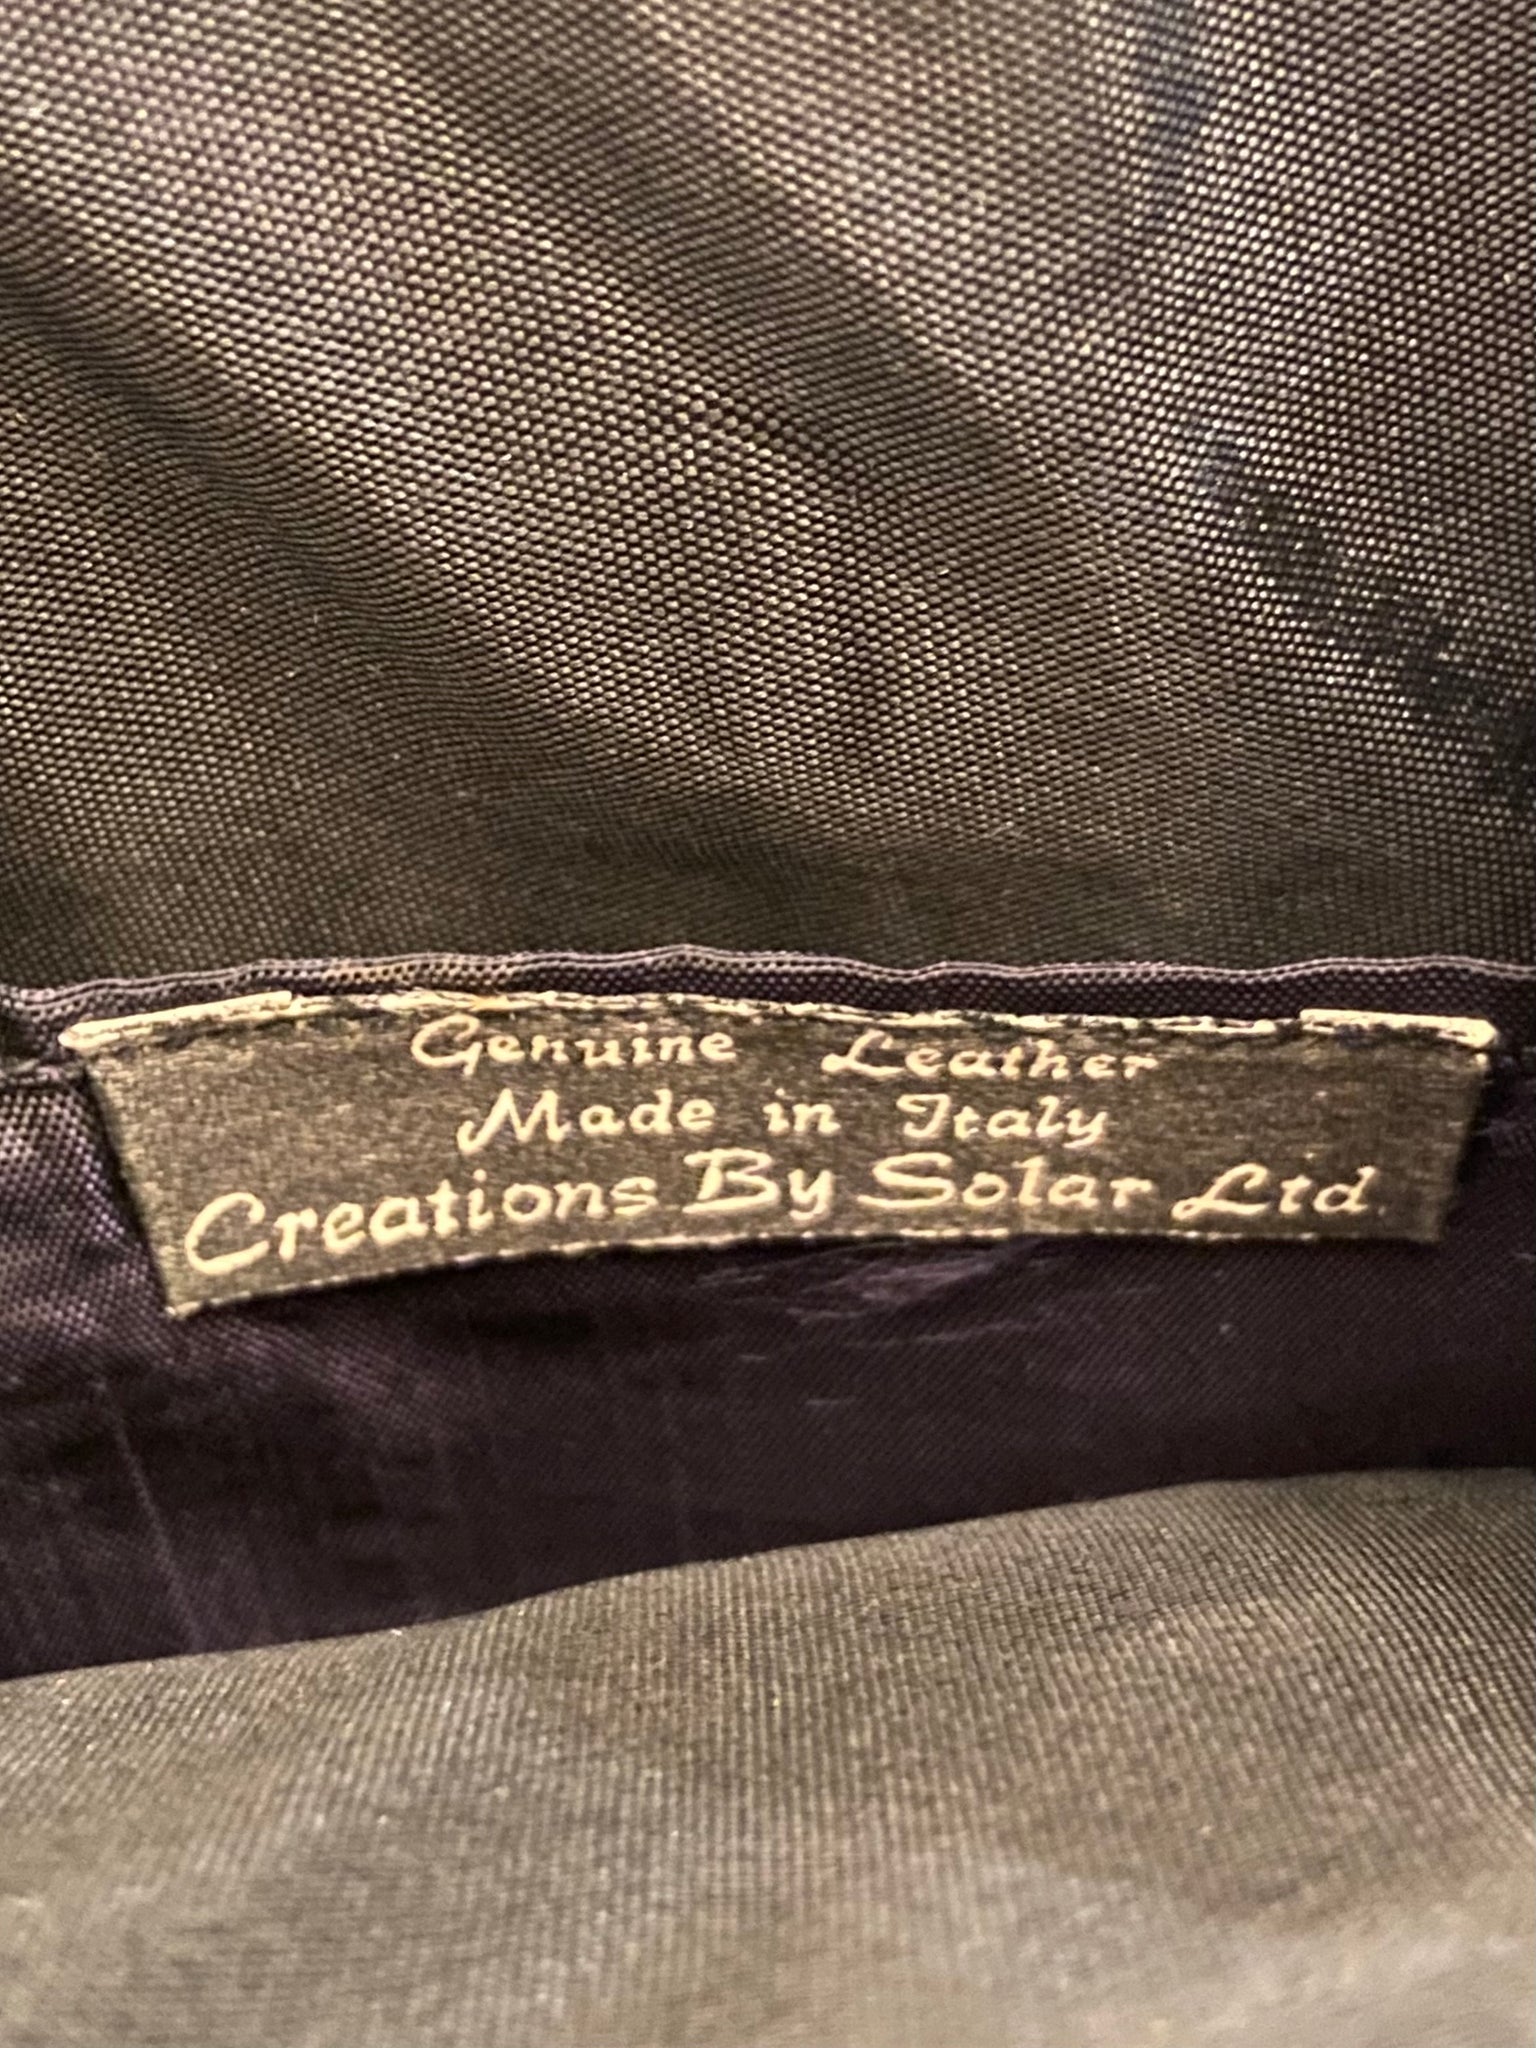 Genuine Leather
Made in Italy
Creations By Solar Ltd.